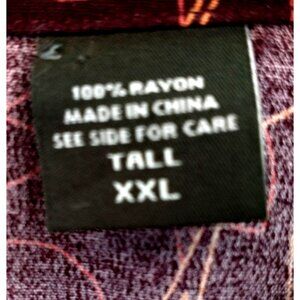 100% RAYON
MADE IN CHINA
SEE SIDE FOR CARE
TALL
XXL